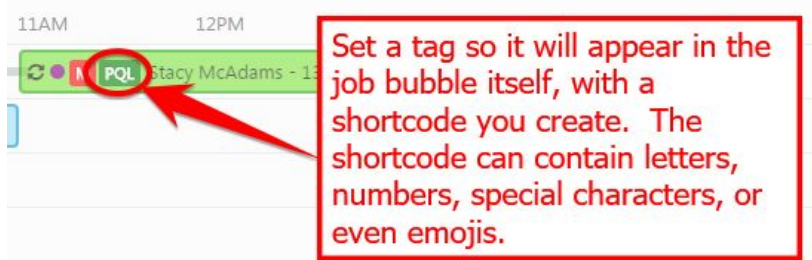 11AM 12PM
N PQL Stacy McAdams - 13
Set a tag so it will appear in the
job bubble itself, with a
shortcode you create.  The
shortcode can contain letters,
numbers, special characters, or
even emojis.